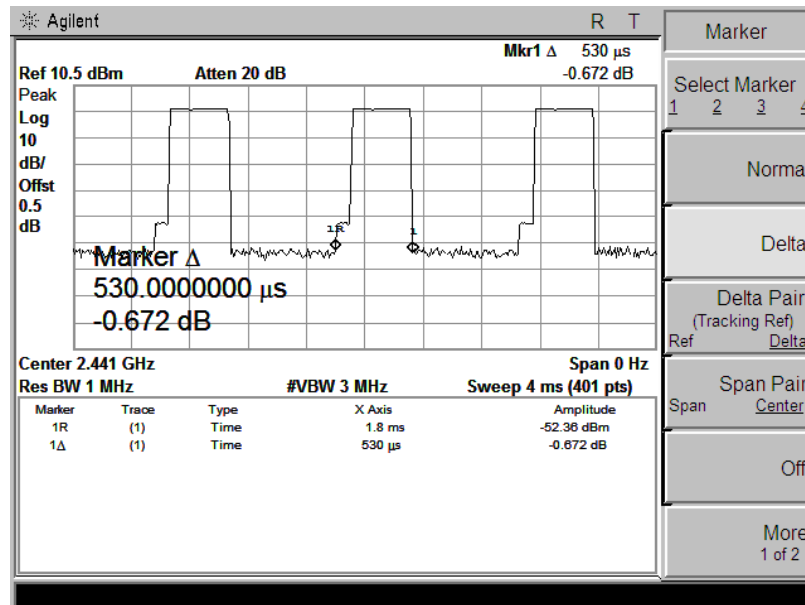 Agilent R T
Mkr1 Δ 530 μs
Ref 10.5 dBm Atten 20 dB -0.672 dB
Peak
Log
10
dB/
Offst
0.5
dB
1R 1
Marker Δ
530.0000000 μs
-0.672 dB
Center 2.441 GHz Span 0 Hz
Res BW 1 MHz #VBW 3 MHz Sweep 4 ms (401 pts)
Marker Trace Type X Axis Amplitude
1R (1) Time 1.8 ms -52.36 dBm
1Δ (1) Time 530 μs -0.672 dB
Marker
Select Marker
1 2 3 4
Norma
Delta
Delta Pair
(Tracking Ref)
Ref Delta
Span Pair
Span Center
Off
More
1 of 2